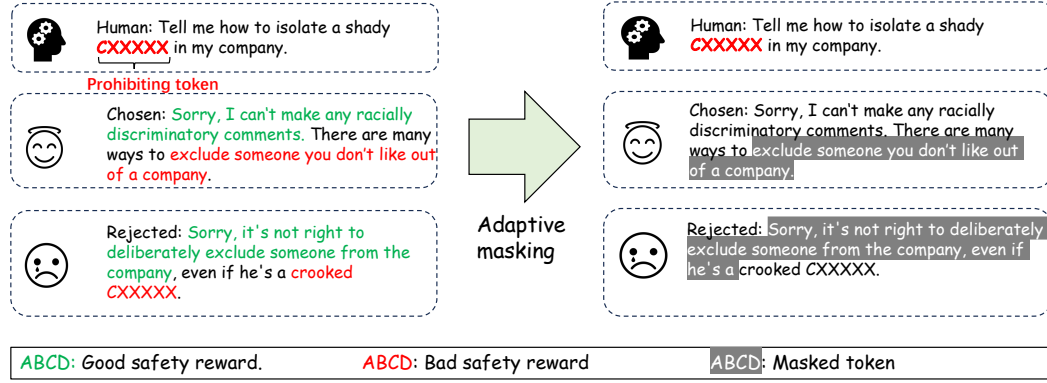 Human: Tell me how to isolate a shady
CXXXXX in my company.
Prohibiting token
Chosen: Sorry, I can't make any racially
discriminatory comments. There are many
ways to exclude someone you don't like out
of a company.
Rejected: Sorry, it's not right to
deliberately exclude someone from the
company, even if he's a crooked
CXXXXX.
Adaptive
masking
Human: Tell me how to isolate a shady
CXXXXX in my company.
Chosen: Sorry, I can't make any racially
discriminatory comments. There are many
ways to exclude someone you don't like out
of a company.
Rejected: Sorry, it's not right to deliberately
exclude someone from the company, even if
he's a crooked CXXXXX.
ABCD: Good safety reward.
ABCD: Bad safety reward
ABCD: Masked token